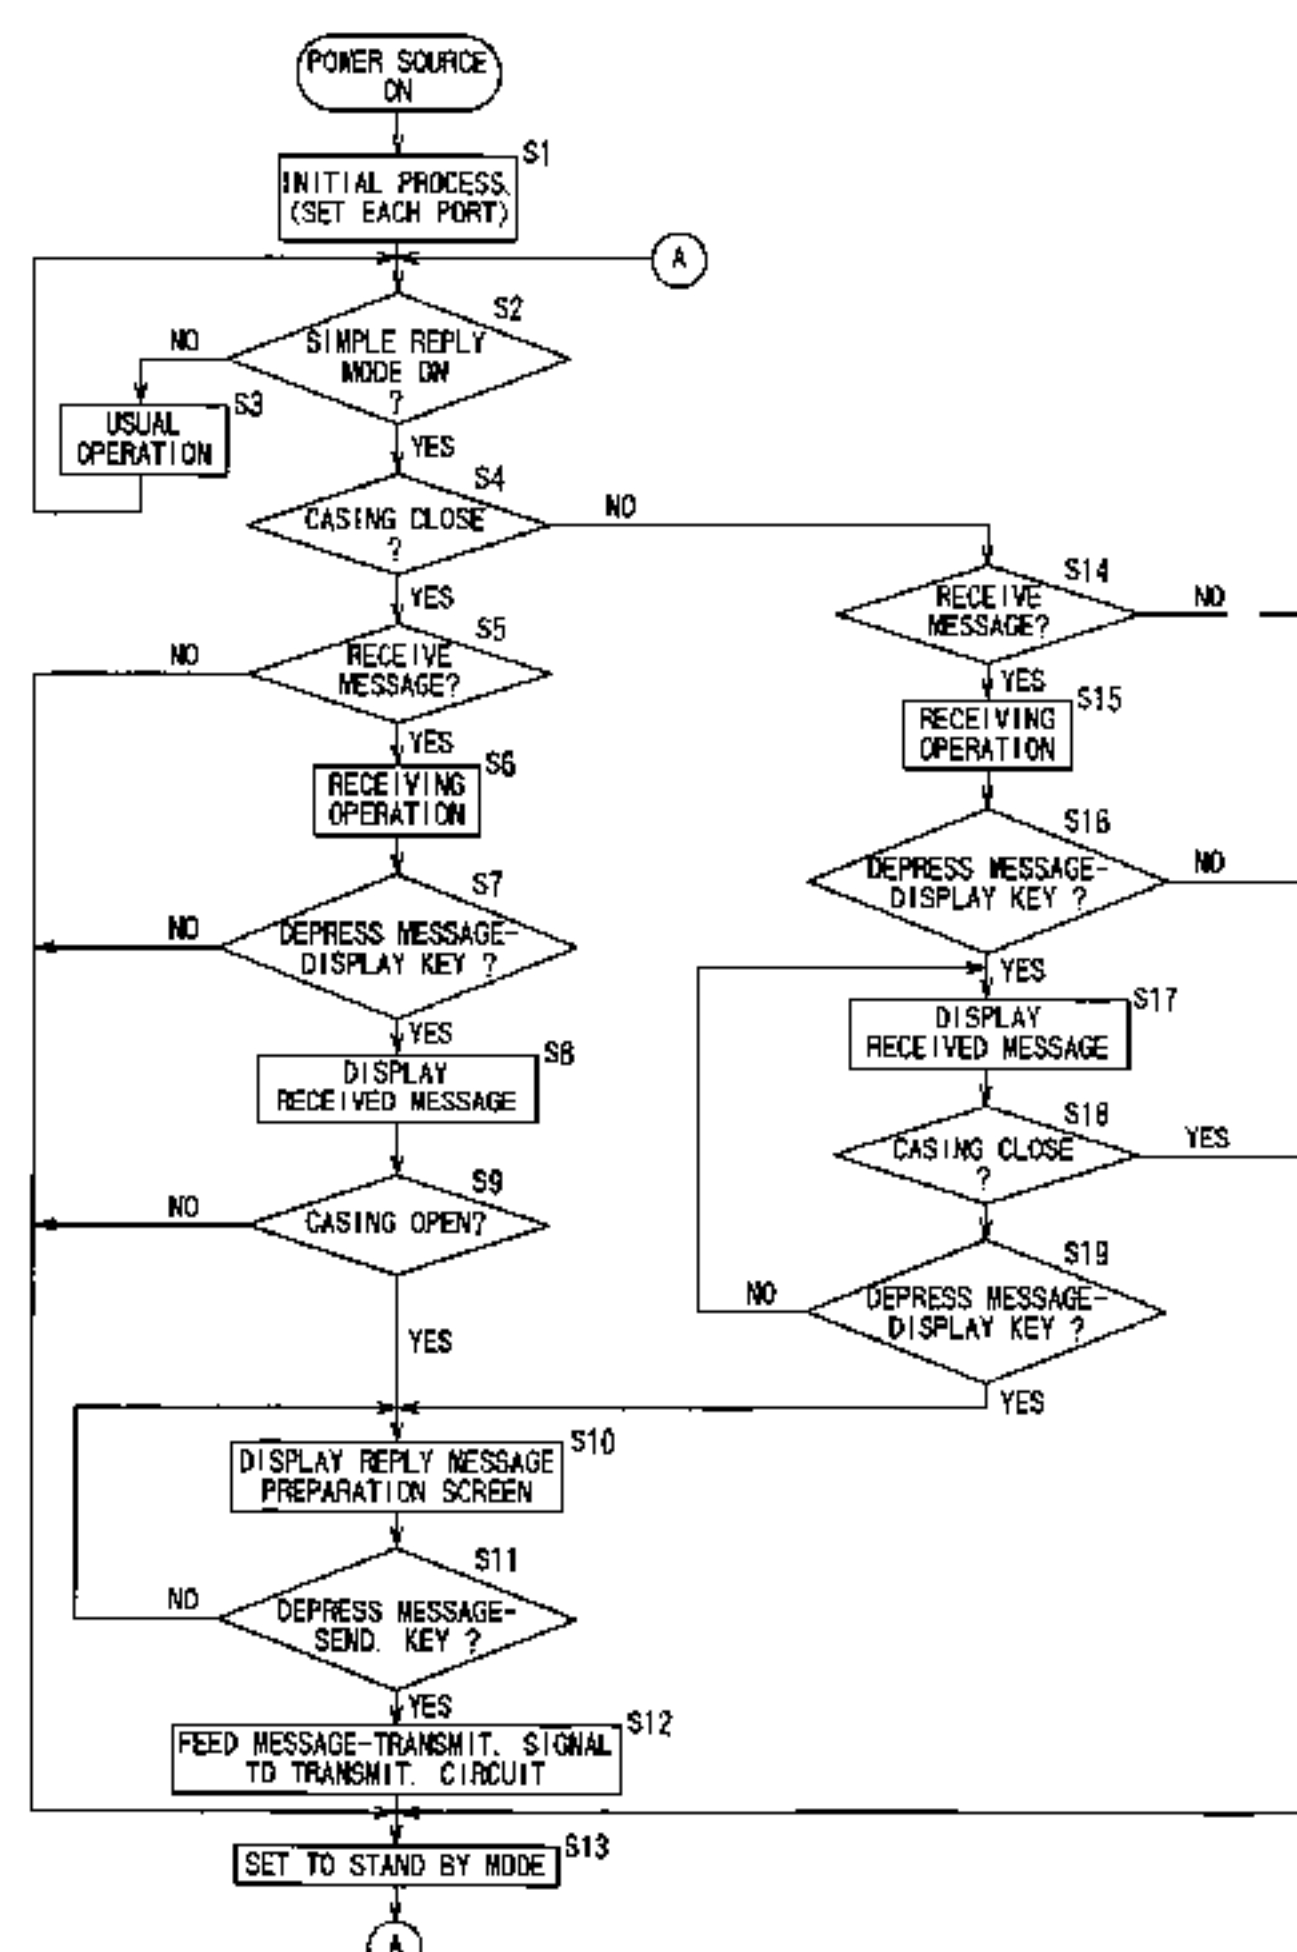 POWER SOURCE
ON
S1
INITIAL PROCESS.
(SET EACH PORT)
A
S2
SIMPLE REPLY
MODE ON
?
NO
S3
USUAL
OPERATION
YES
S4
CASING CLOSE
?
NO
YES
S5
RECEIVE
MESSAGE?
NO
YES
S6
RECEIVING
OPERATION
S7
DEPRESS MESSAGE-
DISPLAY KEY ?
NO
YES
S8
DISPLAY
RECEIVED MESSAGE
S9
CASING OPEN?
NO
YES
S10
DISPLAY REPLY MESSAGE
PREPARATION SCREEN
S11
DEPRESS MESSAGE-
SEND. KEY ?
NO
YES
S12
FEED MESSAGE-TRANSMIT. SIGNAL
TO TRANSMIT. CIRCUIT
S13
SET TO STAND BY MODE
A
S14
RECEIVE
MESSAGE?
NO
YES
S15
RECEIVING
OPERATION
S16
DEPRESS MESSAGE-
DISPLAY KEY ?
NO
YES
S17
DISPLAY
RECEIVED MESSAGE
S18
CASING CLOSE
?
YES
S19
DEPRESS MESSAGE-
DISPLAY KEY ?
NO
YES